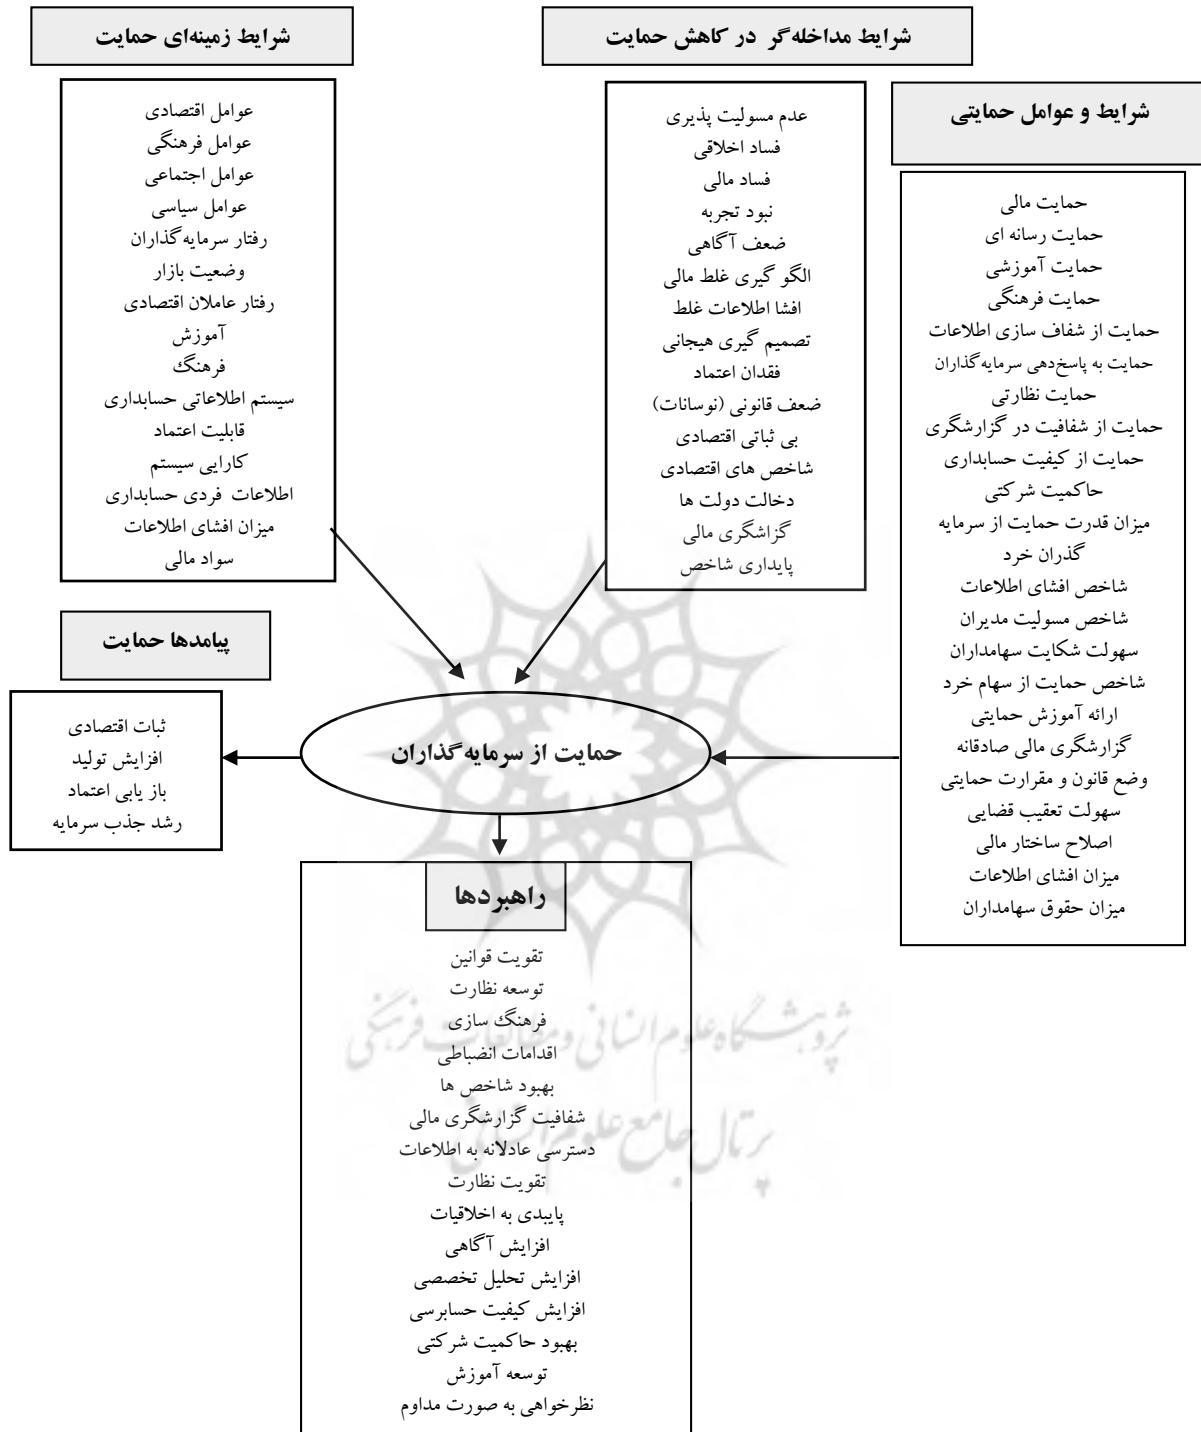 شرایط مداخله‌گر در کاهش حمایت
شرایط زمینه‌ای حمایت
شرایط و عوامل حمایتی
حمایت مالی
حمایت رسانه ای
حمایت آموزشی
حمایت فرهنگی
حمایت از شفاف سازی اطلاعات
حمایت به پاسخ‌دهی سرمایه‌گذاران
حمایت نظارتی
حمایت از شفافیت در گزارشگری
حمایت از کیفیت حسابداری
حاکمیت شرکتی
میزان قدرت حمایت از سرمایه
گذران خرد
شاخص افشای اطلاعات
شاخص مسولیت مدیران
سهولت شکایت سهامداران
شاخص حمایت از سهام خرد
ارائه آموزش حمایتی
گزارشگری مالی صادقانه
وضع قانون و مقرارت حمایتی
سهولت تعقیب قضایی
اصلاح ساختار مالی
میزان افشای اطلاعات
میزان حقوق سهامداران
عدم مسولیت پذیری
فساد اخلاقی
فساد مالی
نبود تجربه
ضعف آگاهی
الگو گیری غلط مالی
افشا اطلاعات غلط
تصمیم گیری هیجانی
فقدان اعتماد
ضعف قانونی (نوسانات)
بی ثباتی اقتصادی
شاخص های اقتصادی
دخالت دولت ها
گزاشگری مالی
پایداری شاخص
عوامل اقتصادی
عوامل فرهنگی
عوامل اجتماعی
عوامل سیاسی
رفتار سرمایه‌گذاران
وضعیت بازار
رفتار عاملان اقتصادی
آموزش
فرهنگ
سیستم اطلاعاتی حسابداری
قابلیت اعتماد
کارایی سیستم
اطلاعات فردی حسابداری
میزان افشای اطلاعات
سواد مالی
حمایت از سرمایه‌گذاران
پیامدها حمایت
ثبات اقتصادی
افزایش تولید
باز یابی اعتماد
رشد جذب سرمایه
راهبردها
تقویت قوانین
توسعه نظارت
فرهنگ سازی
اقدامات انضباطی
بهبود شاخص ها
شفافیت گزارشگری مالی
دسترسی عادلانه به اطلاعات
تقویت نظارت
پایبدی به اخلاقیات
افزایش آگاهی
افزایش تحلیل تخصصی
افزایش کیفیت حسابرسی
بهبود حاکمیت شرکتی
توسعه آموزش
نظرخواهی به صورت مداوم
پژوهشگاه علوم انسانی و مطالعات فرهنگی
پرتال جامع علوم انسانی